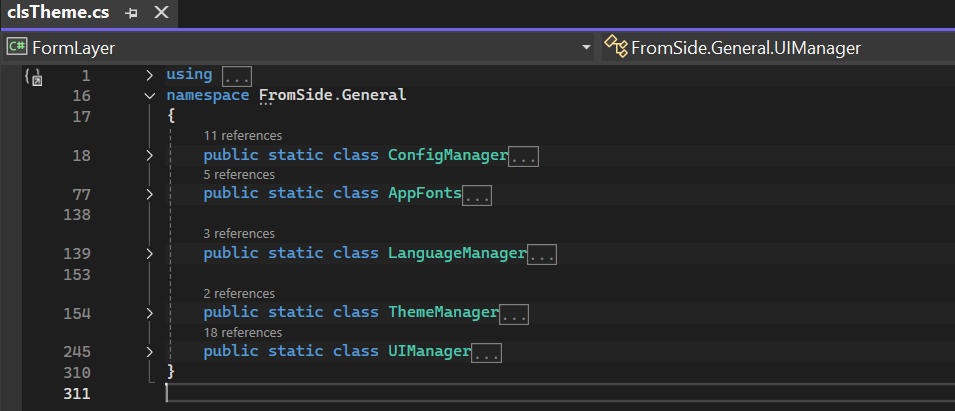 clsTheme.cs
C# FormLayer
FromSide.General.UIManager
1 using ...
16 namespace FromSide.General
17 {
11 references
18 public static class ConfigManager...
5 references
77 public static class AppFonts...
138
3 references
139 public static class LanguageManager...
153
2 references
154 public static class ThemeManager...
18 references
245 public static class UIManager...
310 }
311